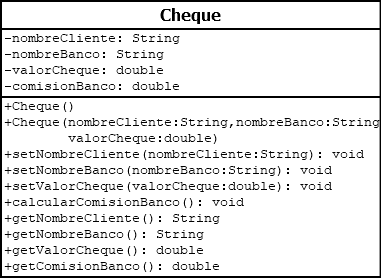 Cheque
-nombreCliente: String
-nombreBanco: String
-valorCheque: double
-comisionBanco: double
+Cheque()
+Cheque(nombreCliente:String,nombreBanco:String
valorCheque:double)
+setNombreCliente(nombreCliente:String): void
+setNombreBanco(nombreBanco:String): void
+setValorCheque(valorCheque:double): void
+calcularComisionBanco(): void
+getNombreCliente(): String
+getNombreBanco(): String
+getValorCheque(): double
+getComisionBanco(): double